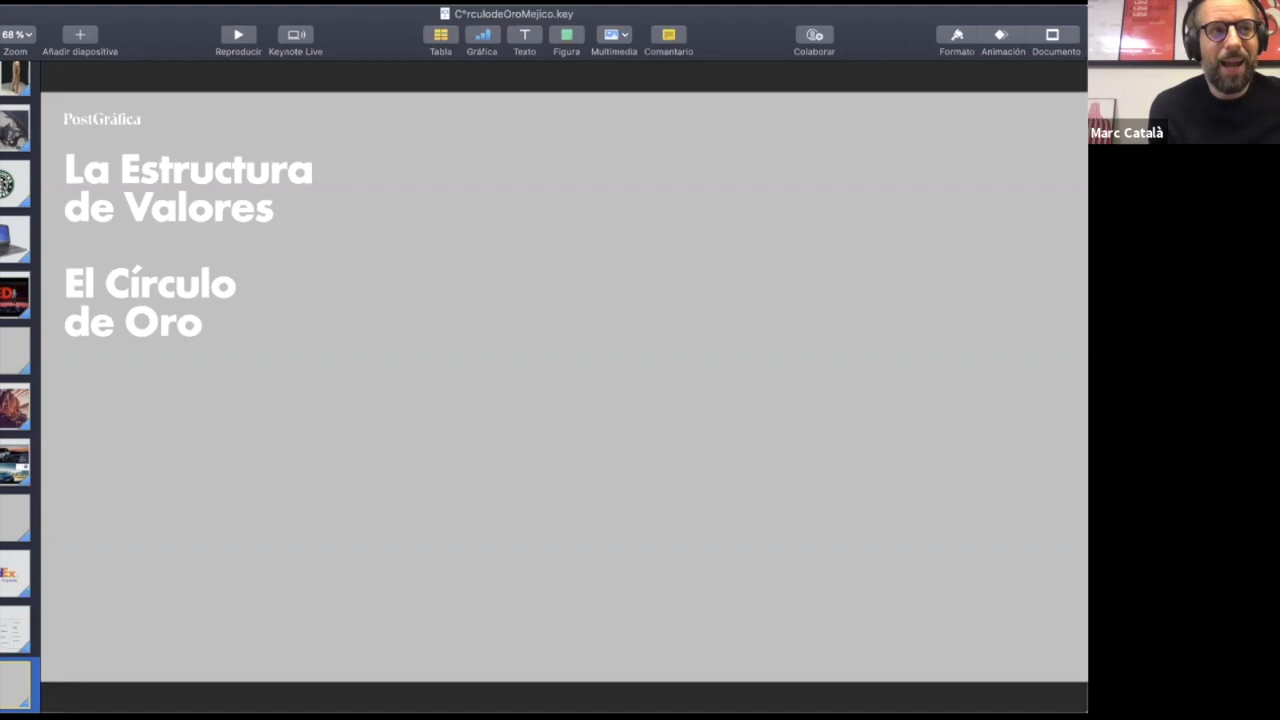 C°rculodeOroMejico.key
68 %
Zoom
Añadir diapositiva
Reproducir
Keynote Live
Tabla
Gráfica
Texto
Figura
Multimedia
Comentario
Colaborar
Formato
Animación
Documento
PostGráfica
La Estructura
de Valores
El Círculo
de Oro
Marc Català